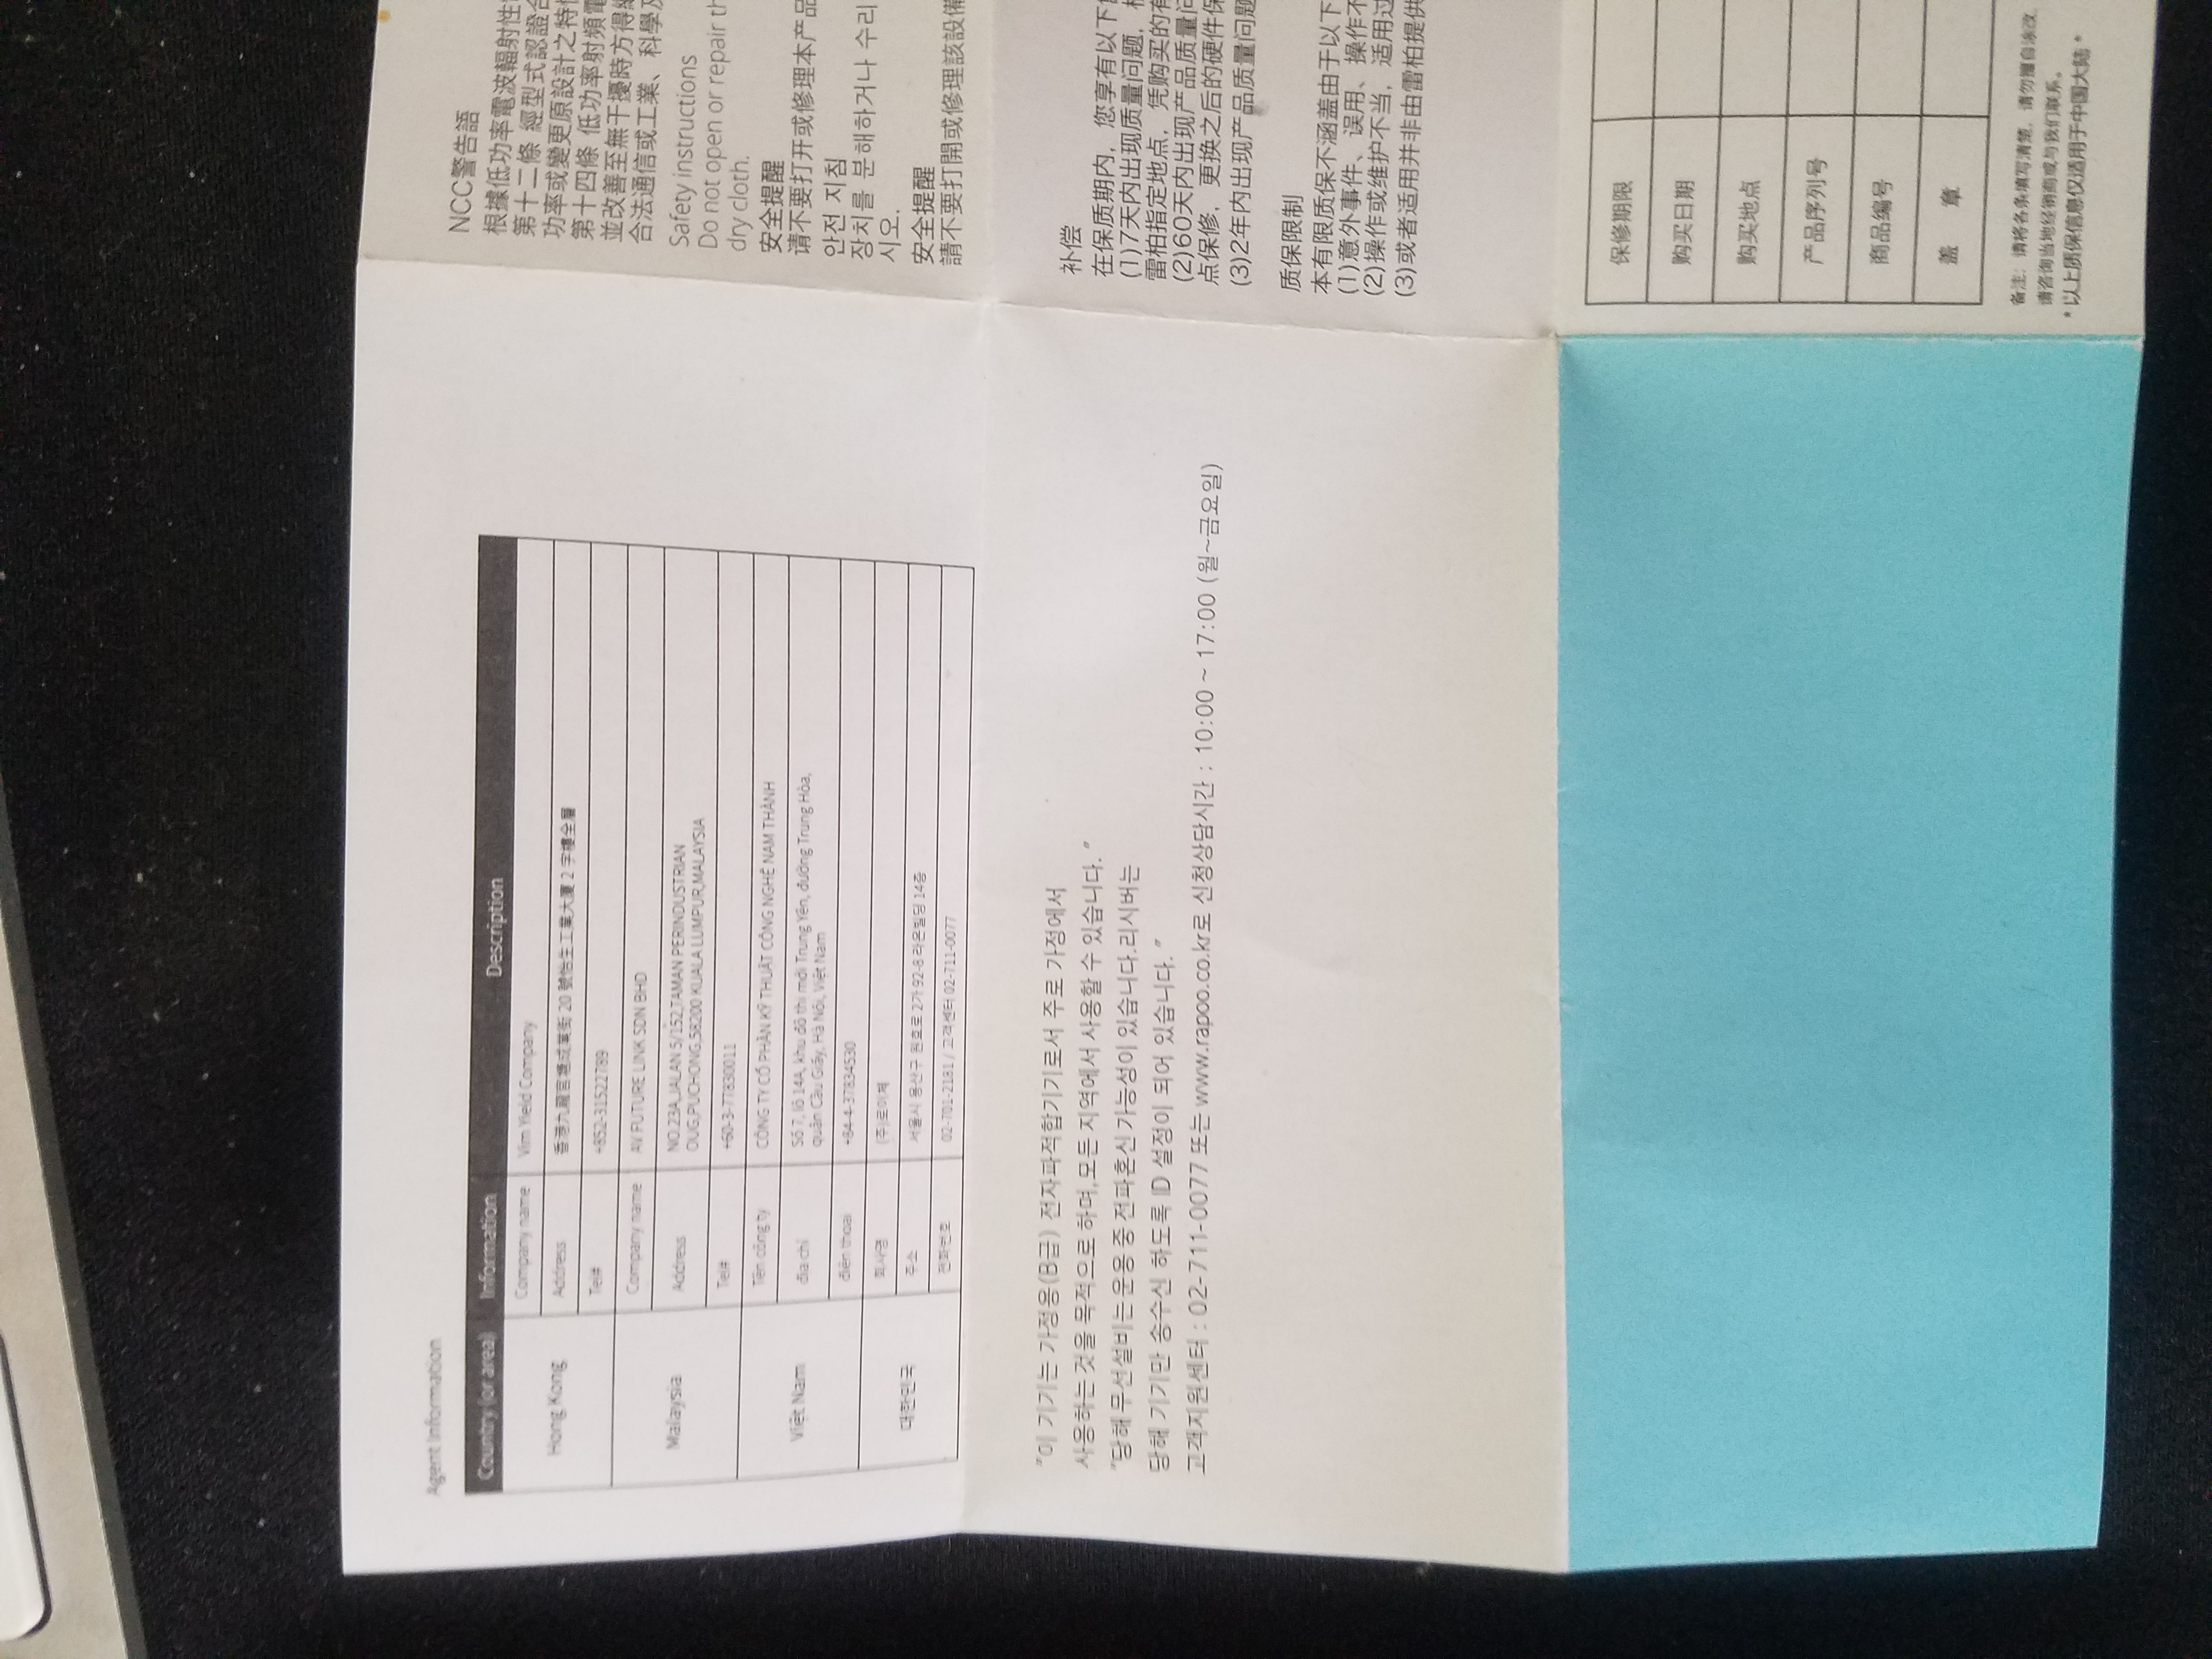 Agent Information
Country (or area) Information Description
Hong Kong
Company name Vim Yield Company
Address 香港九龍官塘成業街 20 號怡生工業大廈 2 字樓全層
Tel# +852-31522789
Malaysia
Company name AV FUTURE LINK SDN BHD
Address NO.23A,JALAN 5/152,TAMAN PERINDUSTRIAN
OUG,PUCHONG,58200 KUALA LUMPUR,MALAYSIA
Tel# +60-3-77830011
Việt Nam
Tên công ty CÔNG TY CỔ PHẦN KỸ THUẬT CÔNG NGHỆ NAM THÀNH
địa chỉ Số 7, lô 14A, khu đô thi mới Trung Yên, đường Trung Hòa,
quân Cầu Giấy, Hà Nôi, Việt Nam
điên thoai +84-4-37834530
대한민국
회사명 (주)로이체
주소 서울시 용산구 원효로 2가 92-8 라온빌딩 14층
전화번호 02-701-2181 / 고객센터 02-711-0077
"이 기기는 가정용(B급) 전자파적합기기로서 주로 가정에서
사용하는 것을 목적으로 하며,모든 지역에서 사용할 수 있습니다. "
"당해 무선설비는 운용 중 전파혼신 가능성이 있습니다.리시버는
당해 기기만 송수신 하도록 ID 설정이 되어 있습니다. "
고객지원센터 : 02-711-0077 또는 www.rapoo.co.kr로 신청상담시간 : 10:00 ~ 17:00 (월~금요일)
NCC警告語
根據低功率電波輻射性
第十二條 經型式認證合
功率或變更原設計之特
第十四條 低功率射頻電
並改善至無干擾時方得
合法通信或工業、科學及
Safety instructions
Do not open or repair
dry cloth.
安全提醒
请不要打开或修理本产品
안전 지침
장치를 분해하거나 수리
시오.
安全提醒
請不要打開或修理該設備
补偿
在保质期内，您享有以下
(1)7天内出现质量问题，
雷柏指定地点，凭购买的有
(2)60天内出现产品质量问
点保修，更换之后的硬件保
(3)2年内出现产品质量问题
质保限制
本有限质保不涵盖由于以下
(1)意外事件、误用、操作不
(2)操作或维护不当，适用过
(3)或者适用并非由雷柏提供
保修期限
购买日期
购买地点
产品序列号
商品编号
盖 章
备注：请将各条填写清楚，请勿擅自涂改，
请咨询当地经销商或与我们联系。
* 以上质保信息仅适用于中国大陆 *